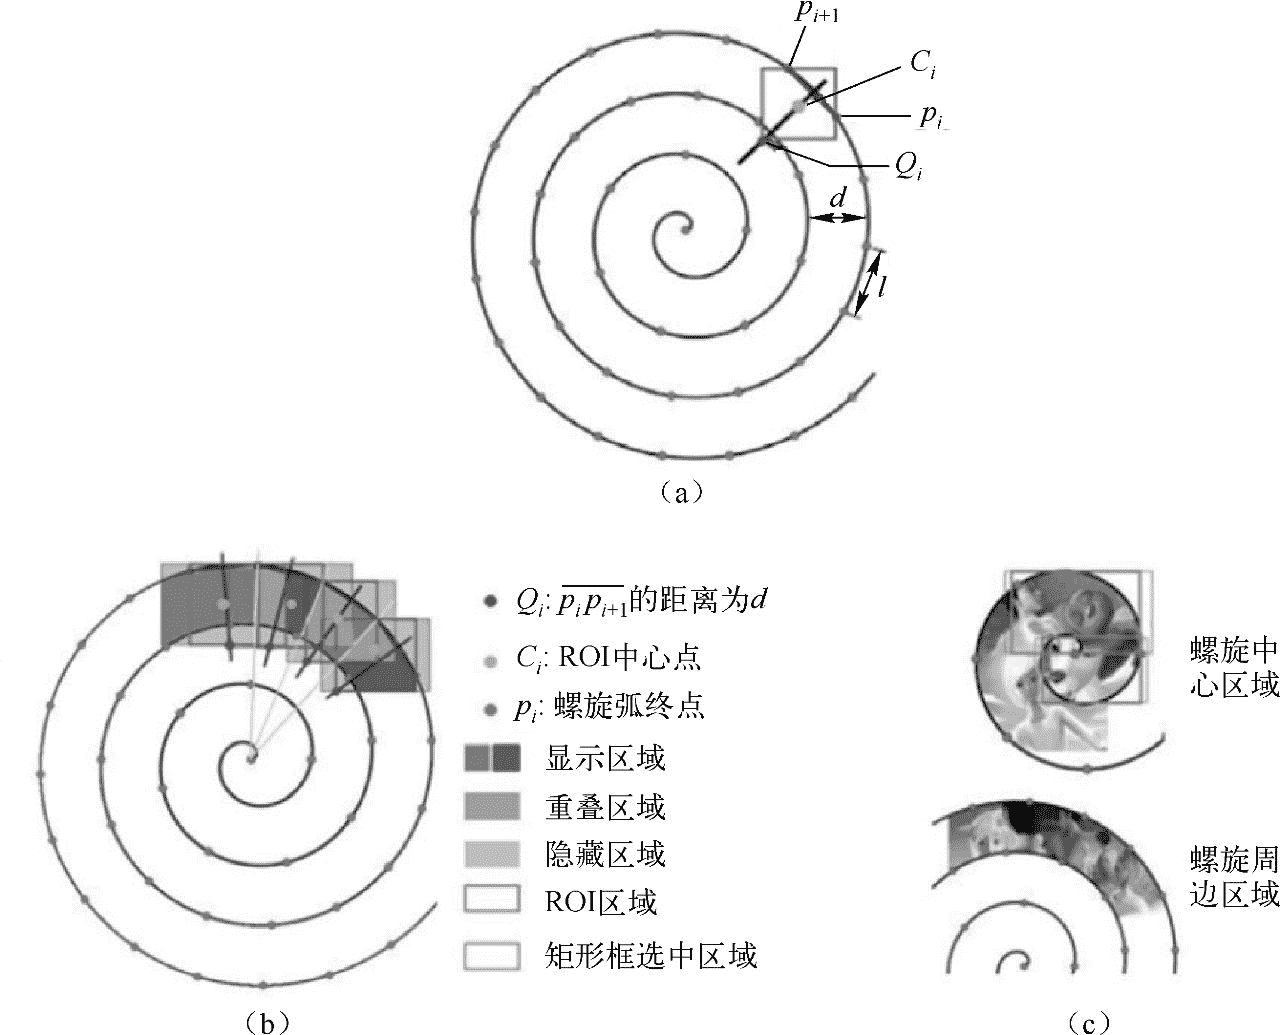 p_{i+1}
C_i
p_i
Q_i
d
l
（a）
Q_i: \overline{p_i p_{i+1}}的距离为d
C_i: ROI中心点
p_i: 螺旋弧终点
显示区域
重叠区域
隐藏区域
ROI区域
矩形框选中区域
（b）
螺旋中
心区域
螺旋周
边区域
（c）